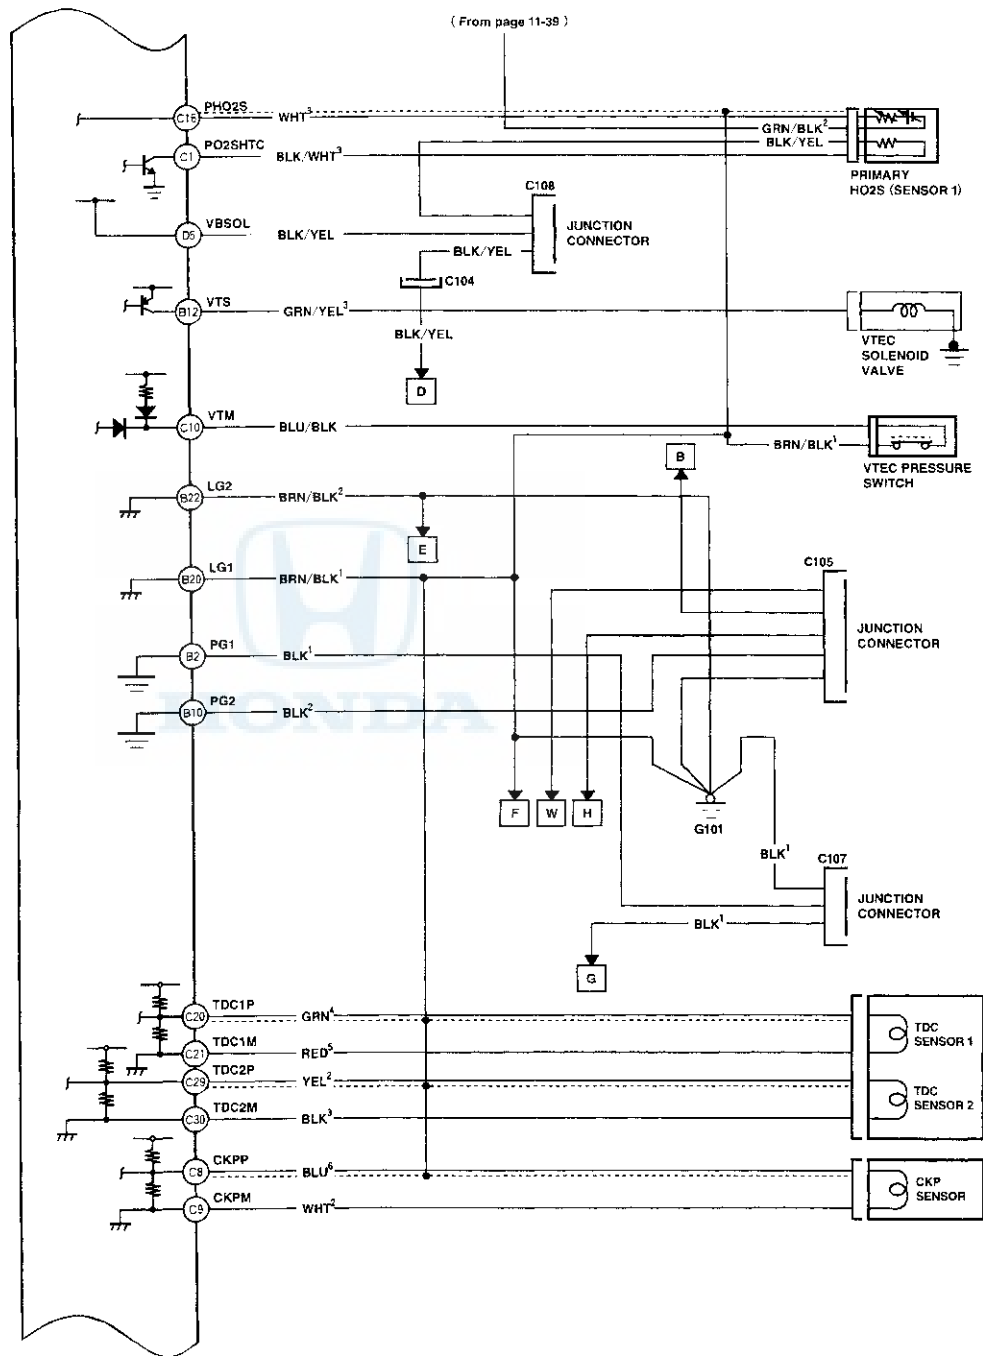 ( From page 11-39 )
C16 PHO2S WHT3
GRN/BLK2
BLK/YEL
PRIMARY
HO2S (SENSOR 1)
C1 PO2SHTC BLK/WHT3
C108
JUNCTION
CONNECTOR
D5 VBSOL BLK/YEL
BLK/YEL
C104
BLK/YEL
D
B12 VTS GRN/YEL3
VTEC
SOLENOID
VALVE
C10 VTM BLU/BLK
BRN/BLK1
VTEC PRESSURE
SWITCH
B
B22 LG2 BRN/BLK2
E
B20 LG1 BRN/BLK1
C105
JUNCTION
CONNECTOR
B2 PG1 BLK1
B10 PG2 BLK2
HONDA
F W H
G101
BLK1
C107
JUNCTION
CONNECTOR
BLK1
G
C20 TDC1P GRN4
TDC
SENSOR 1
C21 TDC1M RED5
C29 TDC2P YEL2
TDC
SENSOR 2
C30 TDC2M BLK3
C8 CKPP BLU6
CKP
SENSOR
C9 CKPM WHT2